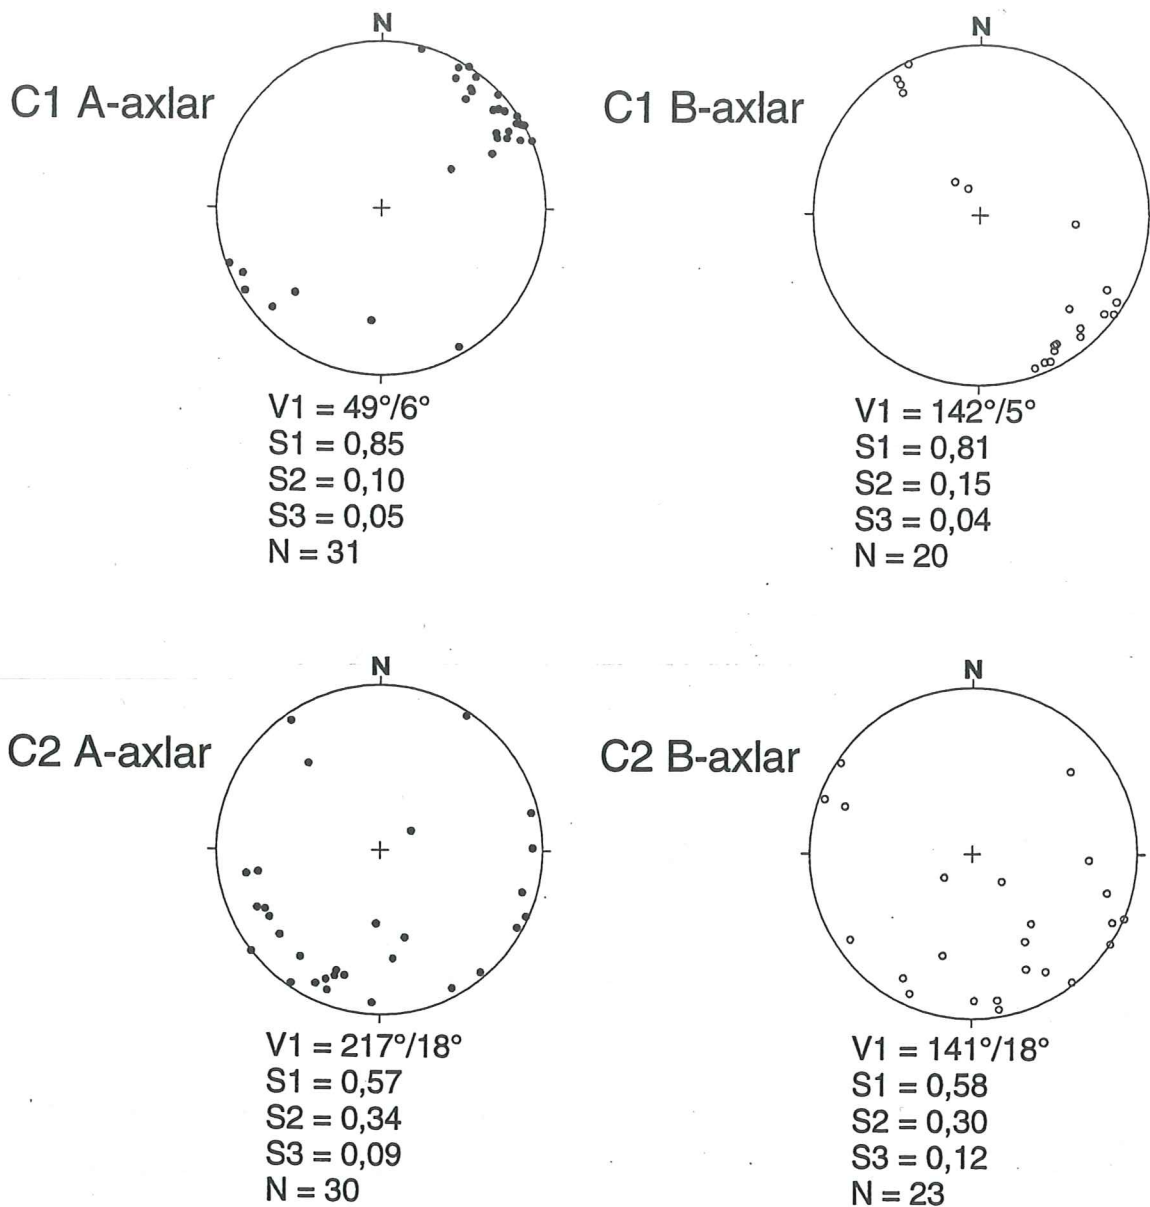 N
C1 A-axlar
V1 = 49°/6°
S1 = 0,85
S2 = 0,10
S3 = 0,05
N = 31
N
C1 B-axlar
V1 = 142°/5°
S1 = 0,81
S2 = 0,15
S3 = 0,04
N = 20
N
C2 A-axlar
V1 = 217°/18°
S1 = 0,57
S2 = 0,34
S3 = 0,09
N = 30
N
C2 B-axlar
V1 = 141°/18°
S1 = 0,58
S2 = 0,30
S3 = 0,12
N = 23